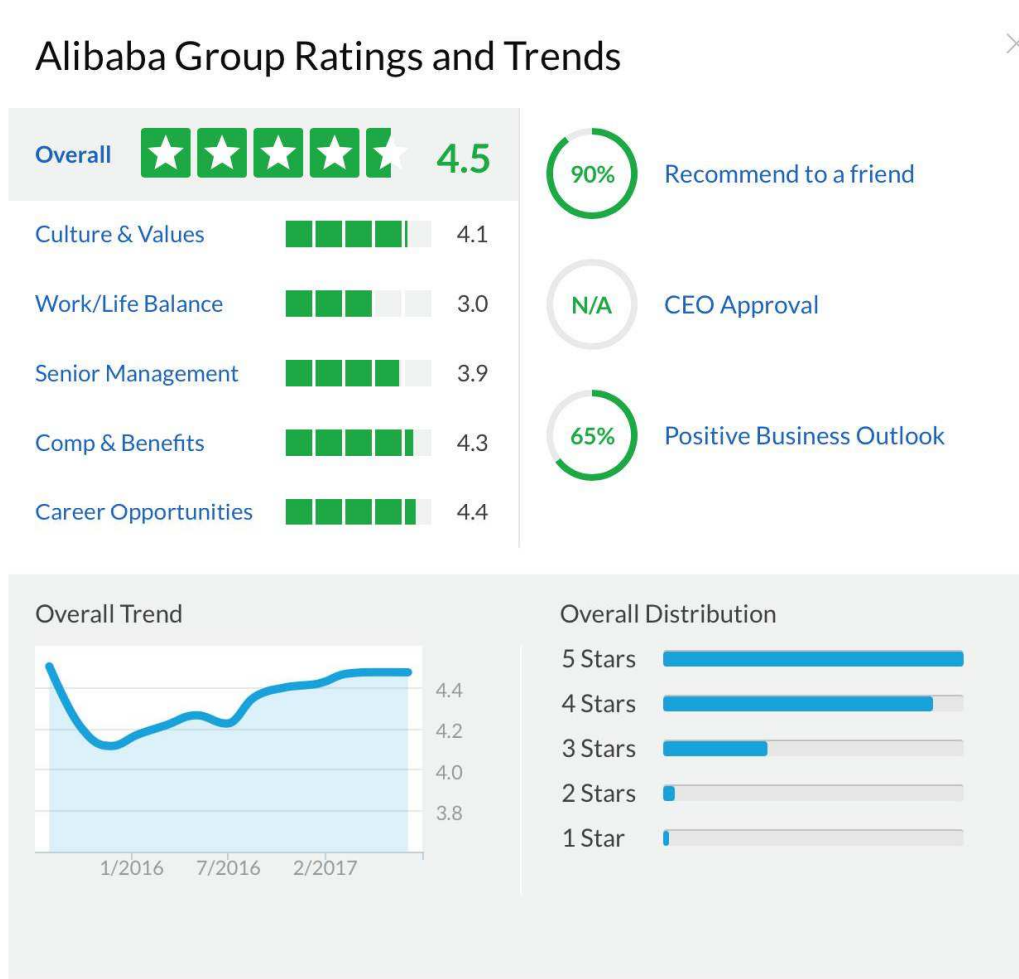 Alibaba Group Ratings and Trends
Overall 4.5
Culture & Values 4.1
Work/Life Balance 3.0
Senior Management 3.9
Comp & Benefits 4.3
Career Opportunities 4.4
90% Recommend to a friend
N/A CEO Approval
65% Positive Business Outlook
Overall Trend
4.4
4.2
4.0
3.8
1/2016 7/2016 2/2017
Overall Distribution
5 Stars
4 Stars
3 Stars
2 Stars
1 Star